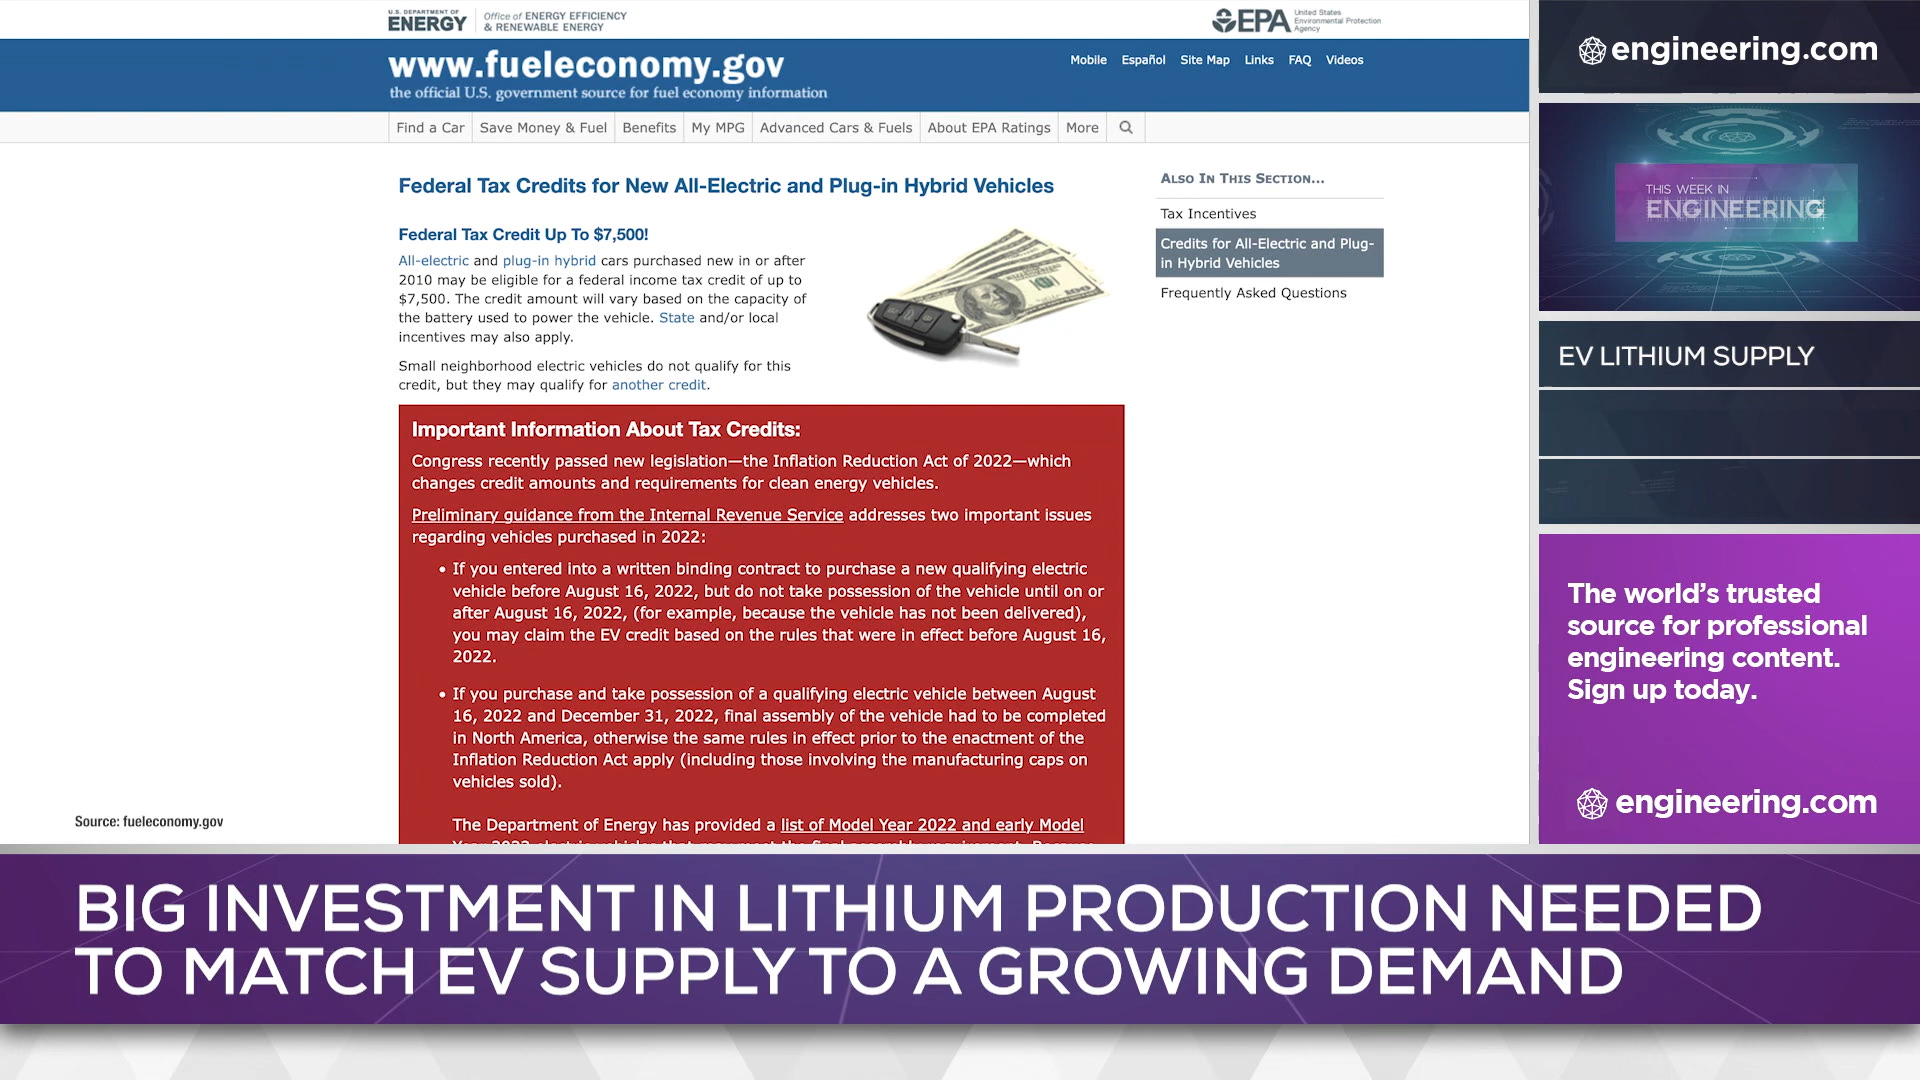 U.S. DEPARTMENT OF
ENERGY
Office of ENERGY EFFICIENCY
& RENEWABLE ENERGY
EPA
United States
Environmental Protection
Agency
www.fueleconomy.gov
the official U.S. government source for fuel economy information
Mobile Español Site Map Links FAQ Videos
Find a Car Save Money & Fuel Benefits My MPG Advanced Cars & Fuels About EPA Ratings More
Federal Tax Credits for New All-Electric and Plug-in Hybrid Vehicles
Federal Tax Credit Up To $7,500!
All-electric and plug-in hybrid cars purchased new in or after
2010 may be eligible for a federal income tax credit of up to
$7,500. The credit amount will vary based on the capacity of
the battery used to power the vehicle. State and/or local
incentives may also apply.
Small neighborhood electric vehicles do not qualify for this
credit, but they may qualify for another credit.
Important Information About Tax Credits:
Congress recently passed new legislation—the Inflation Reduction Act of 2022—which
changes credit amounts and requirements for clean energy vehicles.
Preliminary guidance from the Internal Revenue Service addresses two important issues
regarding vehicles purchased in 2022:
• If you entered into a written binding contract to purchase a new qualifying electric
vehicle before August 16, 2022, but do not take possession of the vehicle until on or
after August 16, 2022, (for example, because the vehicle has not been delivered),
you may claim the EV credit based on the rules that were in effect before August 16,
2022.
• If you purchase and take possession of a qualifying electric vehicle between August
16, 2022 and December 31, 2022, final assembly of the vehicle had to be completed
in North America, otherwise the same rules in effect prior to the enactment of the
Inflation Reduction Act apply (including those involving the manufacturing caps on
vehicles sold).
The Department of Energy has provided a list of Model Year 2022 and early Model
ALSO IN THIS SECTION...
Tax Incentives
Credits for All-Electric and Plug-
in Hybrid Vehicles
Frequently Asked Questions
Source: fueleconomy.gov
engineering.com
THIS WEEK IN
ENGINEERING
EV LITHIUM SUPPLY
The world's trusted
source for professional
engineering content.
Sign up today.
engineering.com
BIG INVESTMENT IN LITHIUM PRODUCTION NEEDED
TO MATCH EV SUPPLY TO A GROWING DEMAND